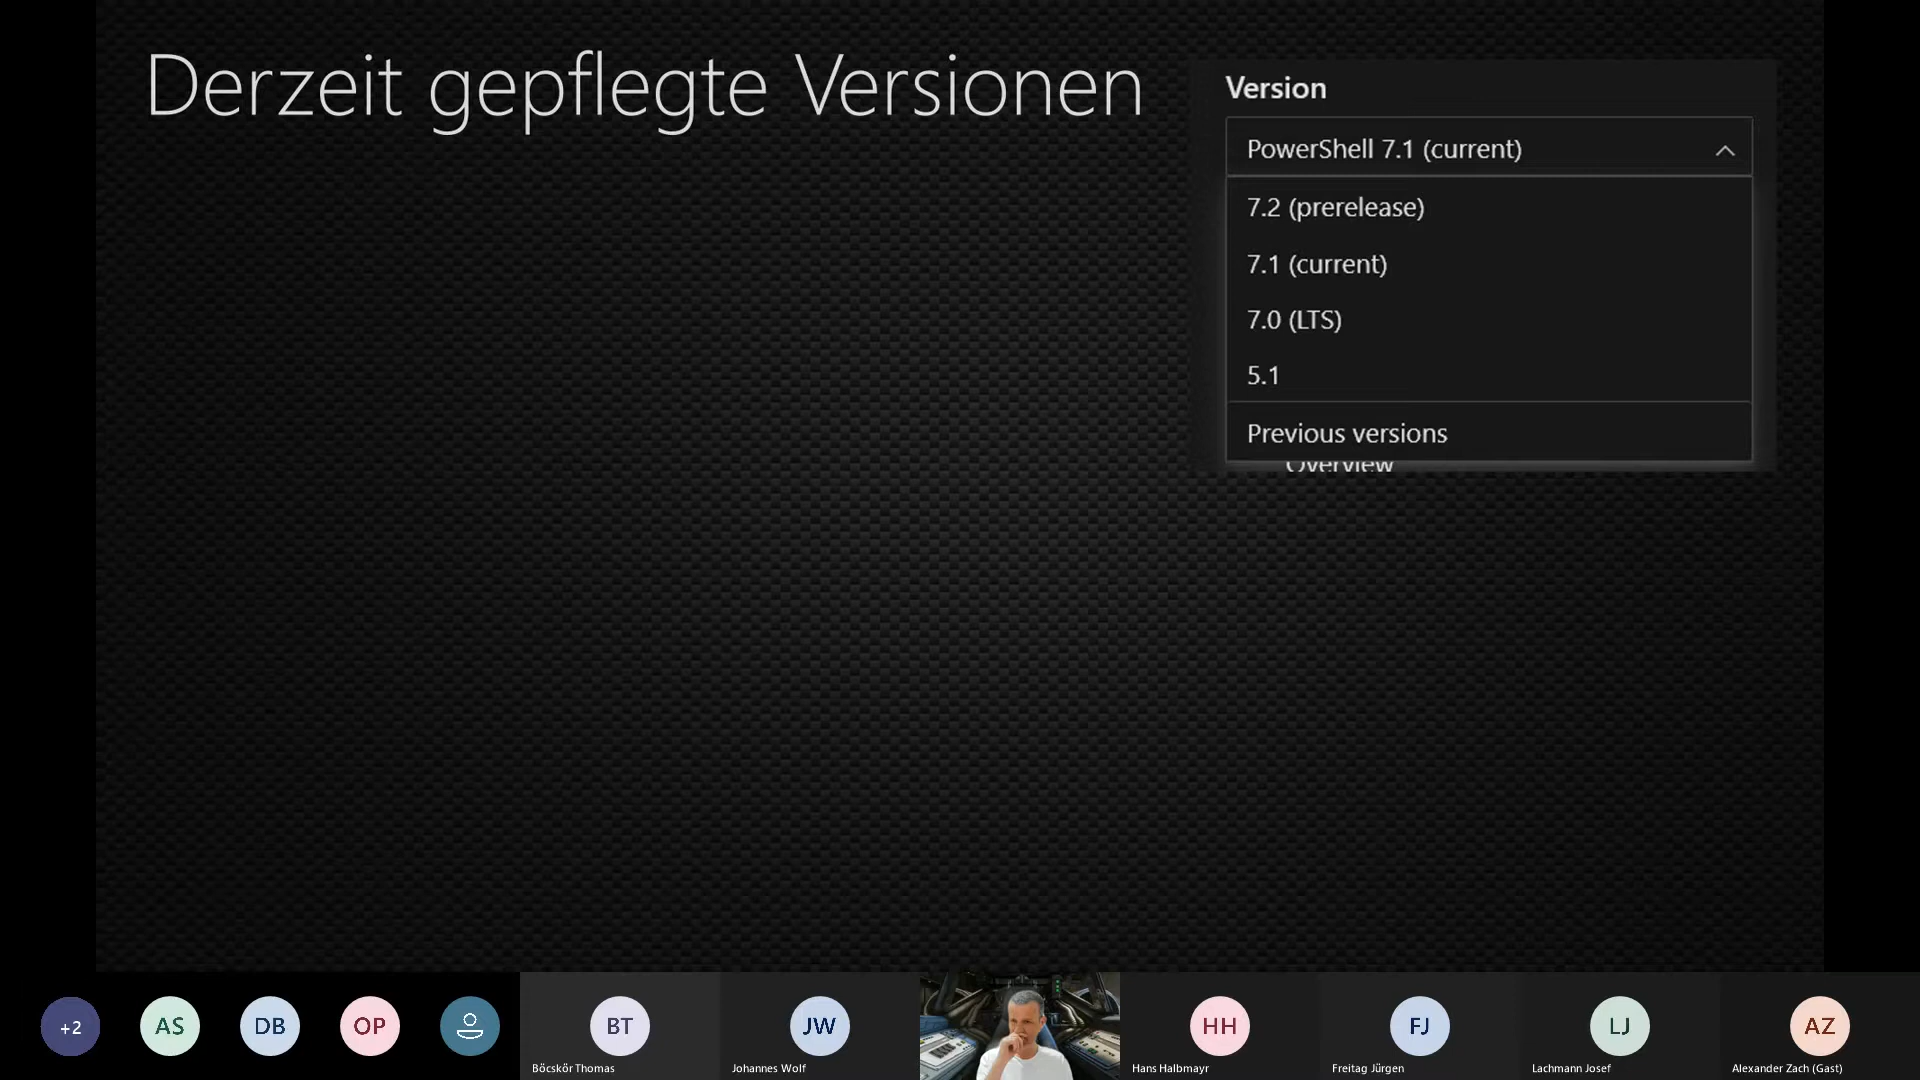 Derzeit gepflegte Versionen
Version
PowerShell 7.1 (current)
7.2 (prerelease)
7.1 (current)
7.0 (LTS)
5.1
Previous versions
Overview
+2
AS
DB
OP
BT
JW
HH
FJ
LJ
AZ
Böcskör Thomas
Johannes Wolf
Hans Halbmayr
Freitag Jürgen
Lachmann Josef
Alexander Zach (Gast)